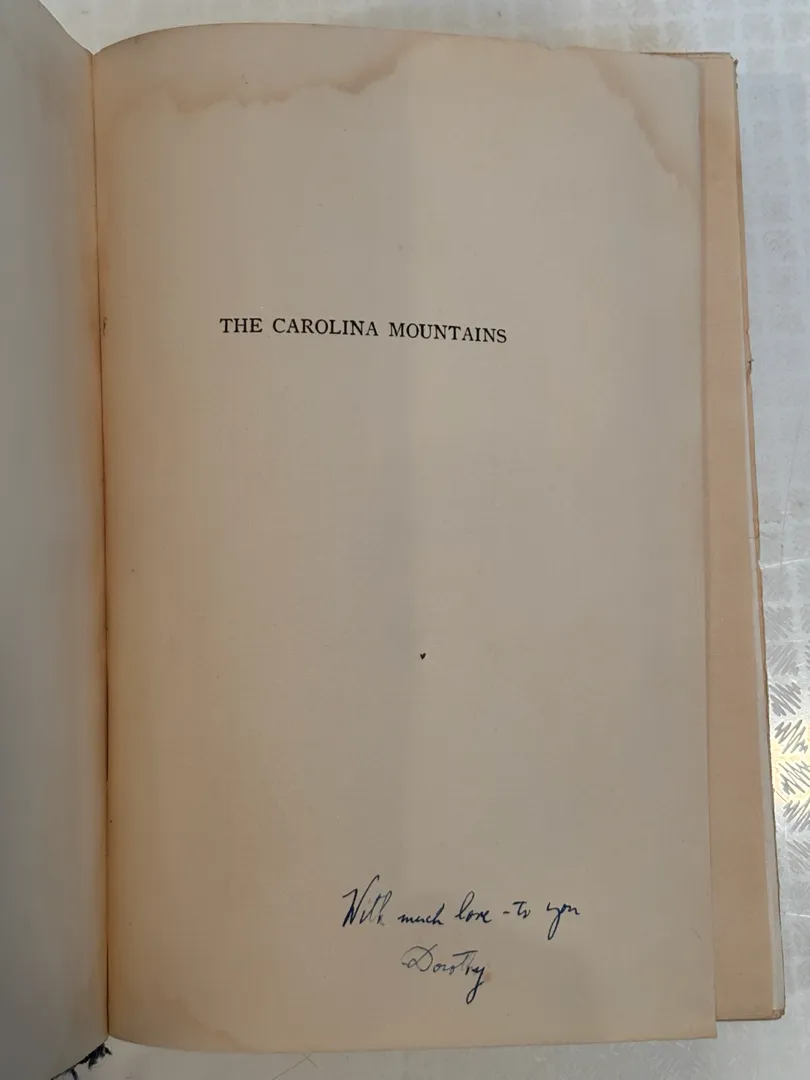 THE CAROLINA MOUNTAINS
With much love - to you
Dorothy